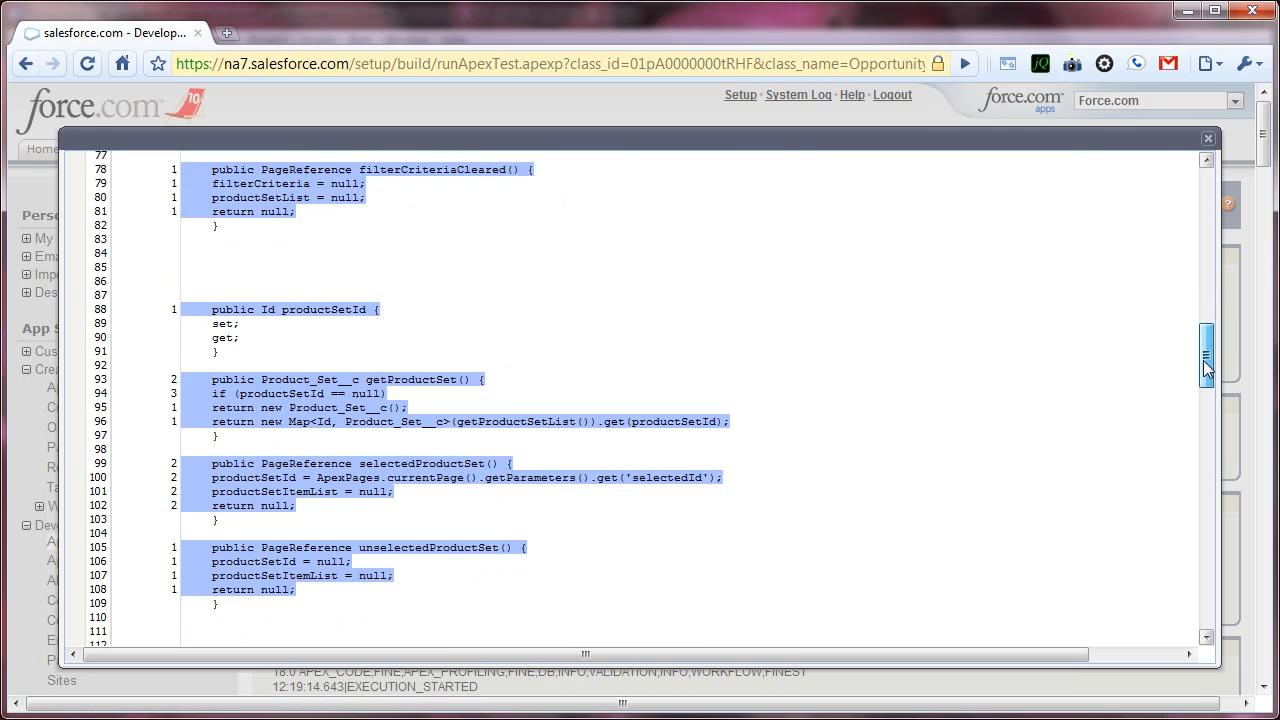 salesforce.com - Develop...
https://na7.salesforce.com/setup/build/runApexTest.apexp?class_id=01pA0000000tRHF&class_name=Opportunity
force.com 10
Setup · System Log · Help · Logout
force.com apps
Force.com
Home
77
78 1 public PageReference filterCriteriaCleared() {
79 1 filterCriteria = null;
80 1 productSetList = null;
81 1 return null;
82 }
83
84
85
86
87
88 1 public Id productSetId {
89 set;
90 get;
91 }
92
93 2 public Product_Set__c getProductSet() {
94 3 if (productSetId == null)
95 1 return new Product_Set__c();
96 1 return new Map<Id, Product_Set__c>(getProductSetList()).get(productSetId);
97 }
98
99 2 public PageReference selectedProductSet() {
100 2 productSetId = ApexPages.currentPage().getParameters().get('selectedId');
101 2 productSetItemList = null;
102 2 return null;
103 }
104
105 1 public PageReference unselectedProductSet() {
106 1 productSetId = null;
107 1 productSetItemList = null;
108 1 return null;
109 }
110
111
112
Perso
My
Ema
Imp
Des
App S
Cus
Crea
Deve
Sites
18.0 APEX_CODE,FINE;APEX_PROFILING,FINE;DB,INFO;VALIDATION,INFO;WORKFLOW,FINEST
12:19:14.643|EXECUTION_STARTED